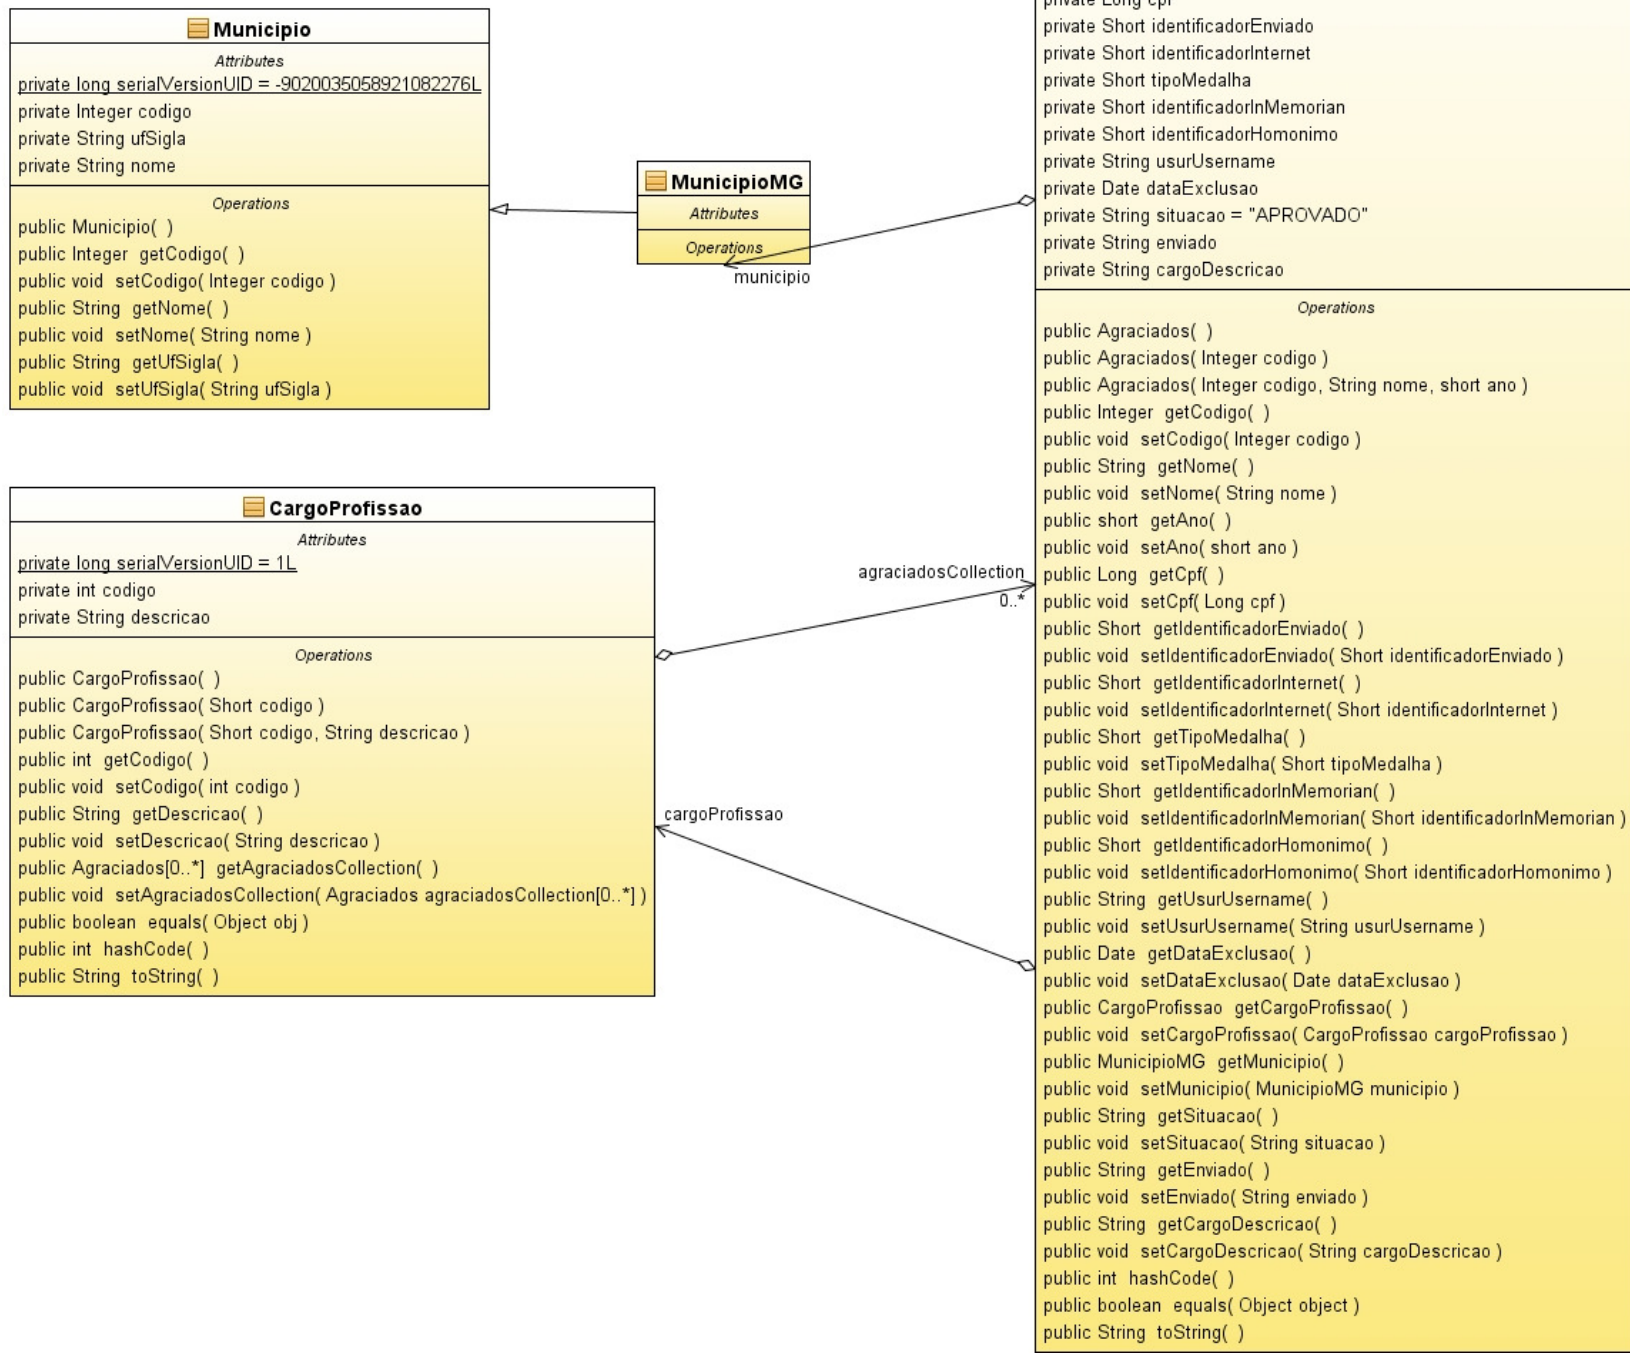 Municipio
Attributes
private long serialVersionUID = -9020035058921082276L
private Integer codigo
private String ufSigla
private String nome
Operations
public Municipio( )
public Integer getCodigo( )
public void setCodigo( Integer codigo )
public String getNome( )
public void setNome( String nome )
public String getUfSigla( )
public void setUfSigla( String ufSigla )
MunicipioMG
Attributes
Operations
municipio
CargoProfissao
Attributes
private long serialVersionUID = 1L
private int codigo
private String descricao
Operations
public CargoProfissao( )
public CargoProfissao( Short codigo )
public CargoProfissao( Short codigo, String descricao )
public int getCodigo( )
public void setCodigo( int codigo )
public String getDescricao( )
public void setDescricao( String descricao )
public Agraciados[0..*] getAgraciadosCollection( )
public void setAgraciadosCollection( Agraciados agraciadosCollection[0..*] )
public boolean equals( Object obj )
public int hashCode( )
public String toString( )
agraciadosCollection
0..*
cargoProfissao
private Long cpf
private Short identificadorEnviado
private Short identificadorInternet
private Short tipoMedalha
private Short identificadorInMemorian
private Short identificadorHomonimo
private String usurUsername
private Date dataExclusao
private String situacao = "APROVADO"
private String enviado
private String cargoDescricao
Operations
public Agraciados( )
public Agraciados( Integer codigo )
public Agraciados( Integer codigo, String nome, short ano )
public Integer getCodigo( )
public void setCodigo( Integer codigo )
public String getNome( )
public void setNome( String nome )
public short getAno( )
public void setAno( short ano )
public Long getCpf( )
public void setCpf( Long cpf )
public Short getIdentificadorEnviado( )
public void setIdentificadorEnviado( Short identificadorEnviado )
public Short getIdentificadorInternet( )
public void setIdentificadorInternet( Short identificadorInternet )
public Short getTipoMedalha( )
public void setTipoMedalha( Short tipoMedalha )
public Short getIdentificadorInMemorian( )
public void setIdentificadorInMemorian( Short identificadorInMemorian )
public Short getIdentificadorHomonimo( )
public void setIdentificadorHomonimo( Short identificadorHomonimo )
public String getUsurUsername( )
public void setUsurUsername( String usurUsername )
public Date getDataExclusao( )
public void setDataExclusao( Date dataExclusao )
public CargoProfissao getCargoProfissao( )
public void setCargoProfissao( CargoProfissao cargoProfissao )
public MunicipioMG getMunicipio( )
public void setMunicipio( MunicipioMG municipio )
public String getSituacao( )
public void setSituacao( String situacao )
public String getEnviado( )
public void setEnviado( String enviado )
public String getCargoDescricao( )
public void setCargoDescricao( String cargoDescricao )
public int hashCode( )
public boolean equals( Object object )
public String toString( )